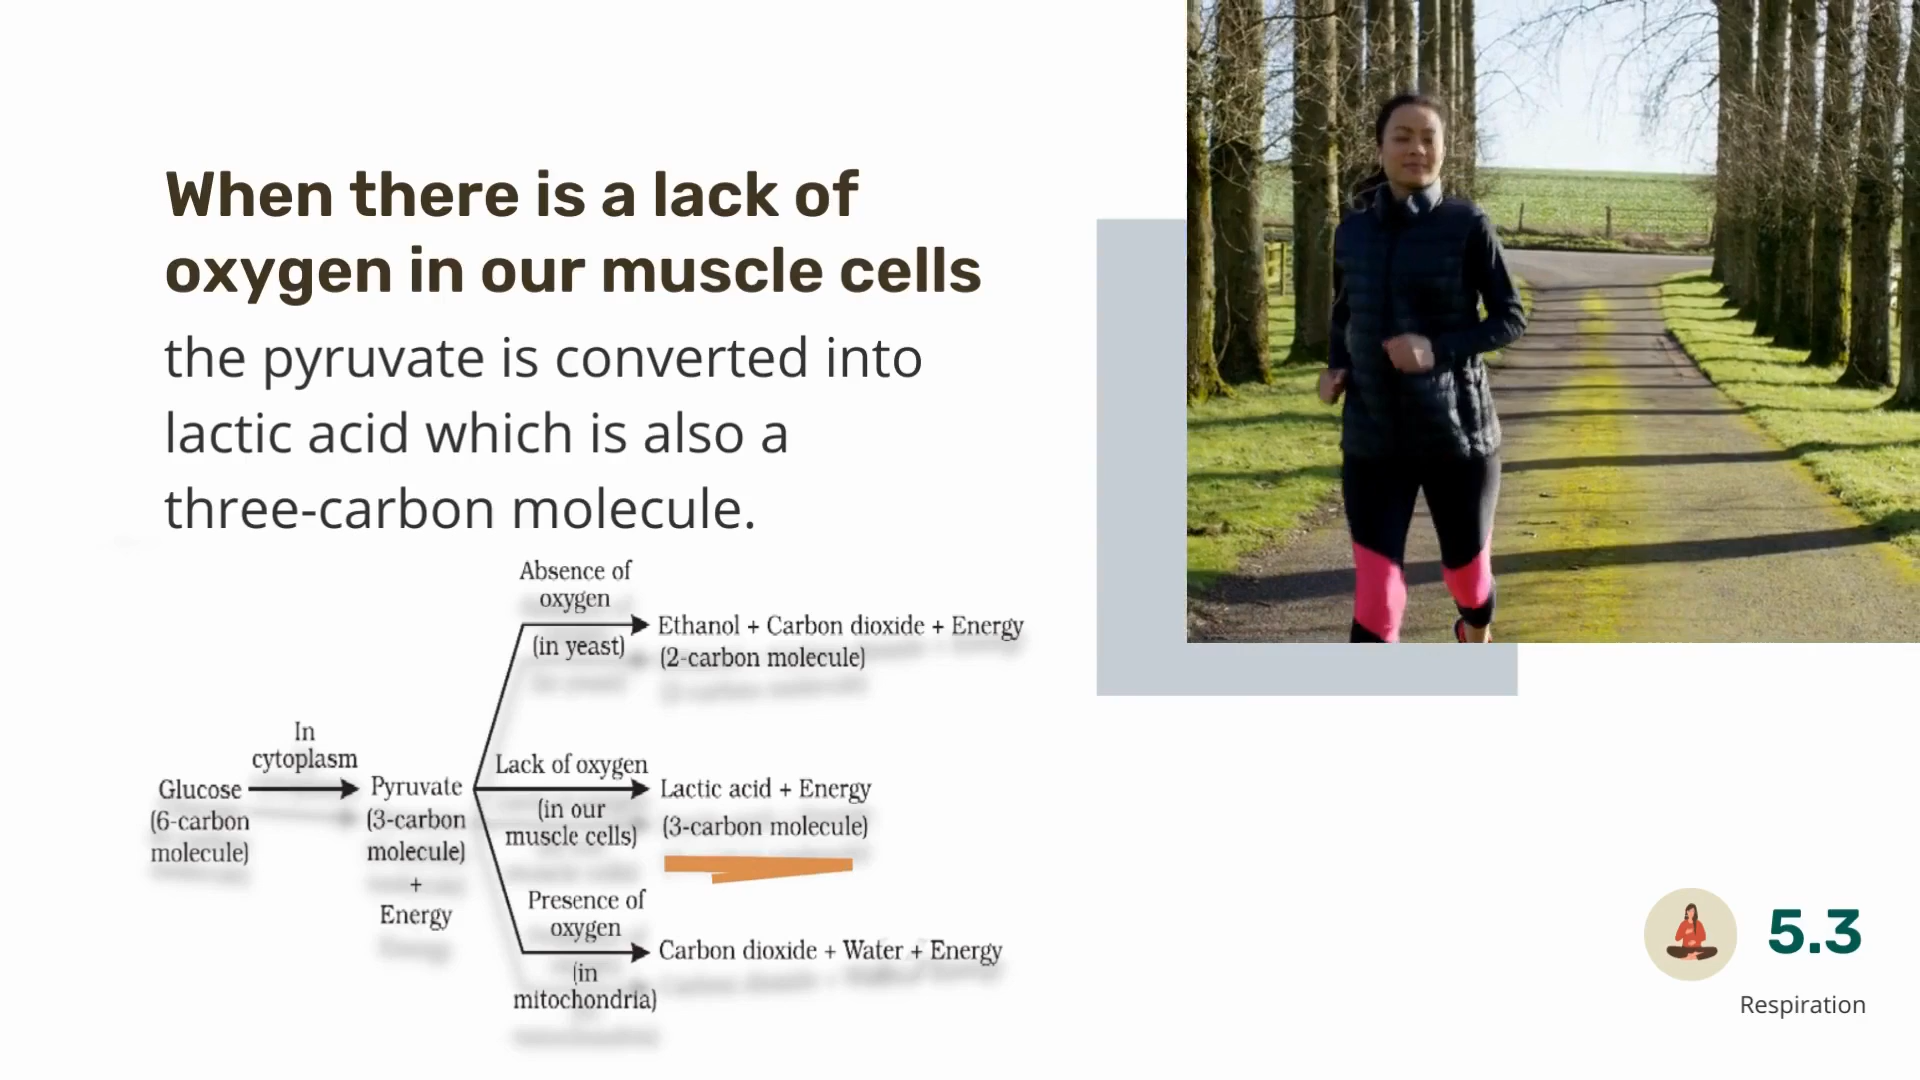 When there is a lack of
oxygen in our muscle cells
the pyruvate is converted into
lactic acid which is also a
three-carbon molecule.
Absence of
oxygen
(in yeast)
Ethanol + Carbon dioxide + Energy
(2-carbon molecule)
In
cytoplasm
Glucose
(6-carbon
molecule)
Pyruvate
(3-carbon
molecule)
+
Energy
Lack of oxygen
(in our
muscle cells)
Lactic acid + Energy
(3-carbon molecule)
Presence of
oxygen
(in
mitochondria)
Carbon dioxide + Water + Energy
5.3
Respiration